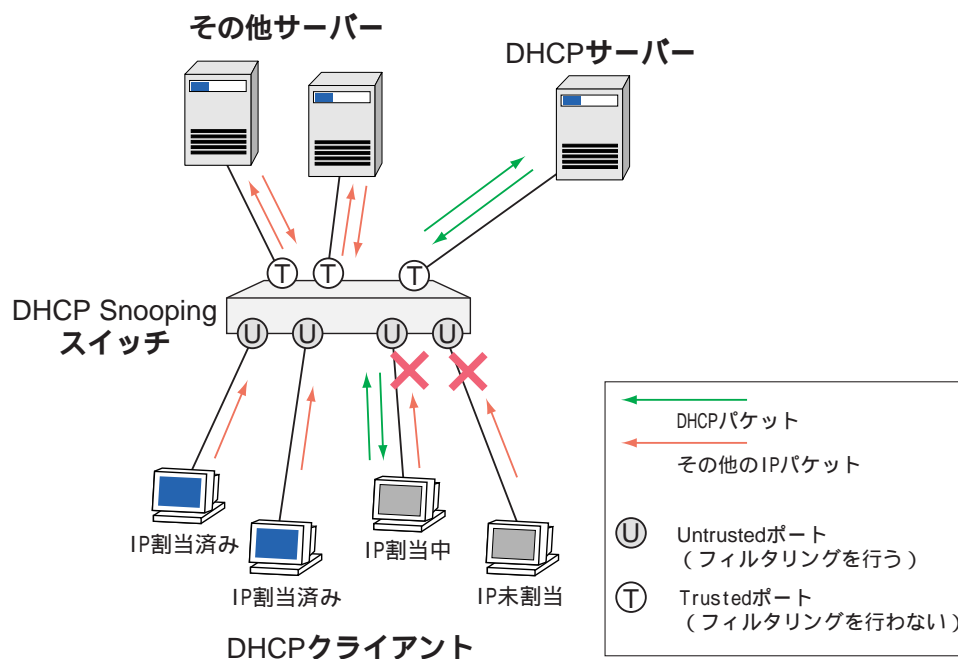 その他サーバー
DHCPサーバー
T
T
T
DHCP Snooping
スイッチ
U
U
U
U
IP割当済み
IP割当済み
IP割当中
IP未割当
DHCPクライアント
DHCPパケット
その他のIPパケット
U
Untrustedポート
（フィルタリングを行う）
T
Trustedポート
（フィルタリングを行わない）